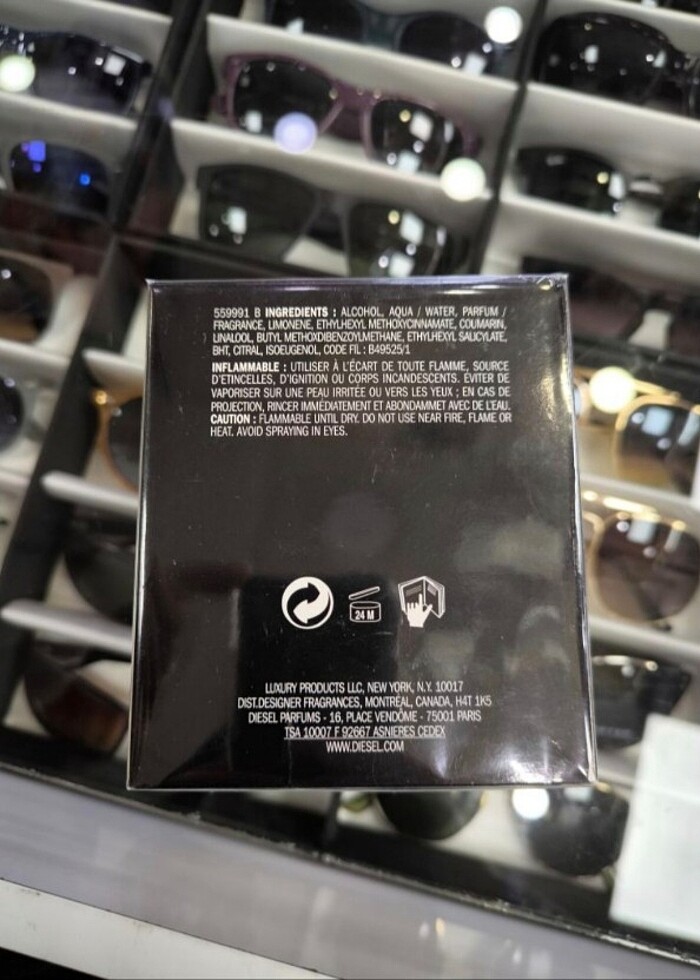 559991 B INGREDIENTS : ALCOHOL, AQUA / WATER, PARFUM /
FRAGRANCE, LIMONENE, ETHYLHEXYL METHOXYCINNAMATE, COUMARIN,
LINALOOL, BUTYL METHOXDIBENZOYLMETHANE, ETHYLHEXYL SALICYLATE,
BHT, CITRAL, ISOEUGENOL, CODE FIL : B49525/1
INFLAMMABLE : UTILISER À L'ÉCART DE TOUTE FLAMME, SOURCE
D'ETINCELLES, D'IGNITION OU CORPS INCANDESCENTS. ÉVITER DE
VAPORISER SUR UNE PEAU IRRITÉE OU VERS LES YEUX ; EN CAS DE
PROJECTION, RINCER IMMÉDIATEMENT ET ABONDAMMET AVEC DE L'EAU.
CAUTION : FLAMMABLE UNTIL DRY. DO NOT USE NEAR FIRE, FLAME OR
HEAT. AVOID SPRAYING IN EYES.
24 M
LUXURY PRODUCTS LLC, NEW YORK, N.Y. 10017
DIST.DESIGNER FRAGRANCES, MONTREAL, CANADA, H4T 1K5
DIESEL PARFUMS - 16, PLACE VENDÔME - 75001 PARIS
TSA 10007 F 92667 ASNIERES CEDEX
WWW.DIESEL.COM